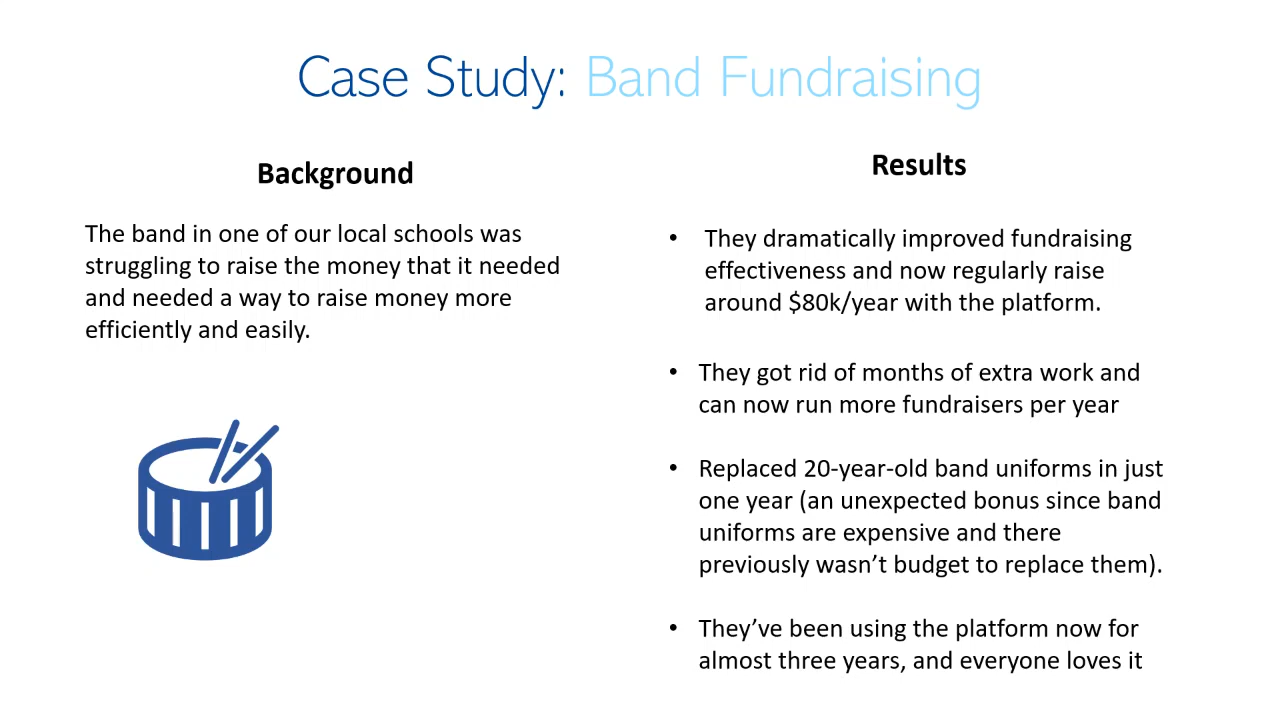 Case Study: Band Fundraising
Background
The band in one of our local schools was
struggling to raise the money that it needed
and needed a way to raise money more
efficiently and easily.
Results
• They dramatically improved fundraising
effectiveness and now regularly raise
around $80k/year with the platform.
• They got rid of months of extra work and
can now run more fundraisers per year
• Replaced 20-year-old band uniforms in just
one year (an unexpected bonus since band
uniforms are expensive and there
previously wasn’t budget to replace them).
• They’ve been using the platform now for
almost three years, and everyone loves it